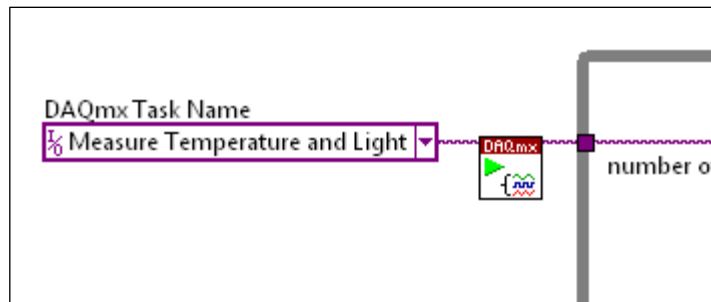 DAQmx Task Name
I/O Measure Temperature and Light
DAQmx
number o